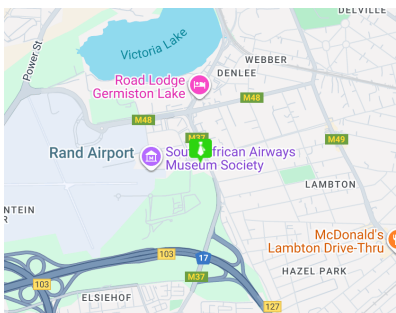 DELVILLE
Power St
Victoria Lake
WEBBER
DENLEE
Road Lodge
Germiston Lake
M48
M48
M37
M49
Rand Airport
South African Airways
Museum Society
LAMBTON
NTEIN
R
McDonald's
Lambton Drive-Thru
17
103
HAZEL PARK
M37
103
ELSIEHOF
127